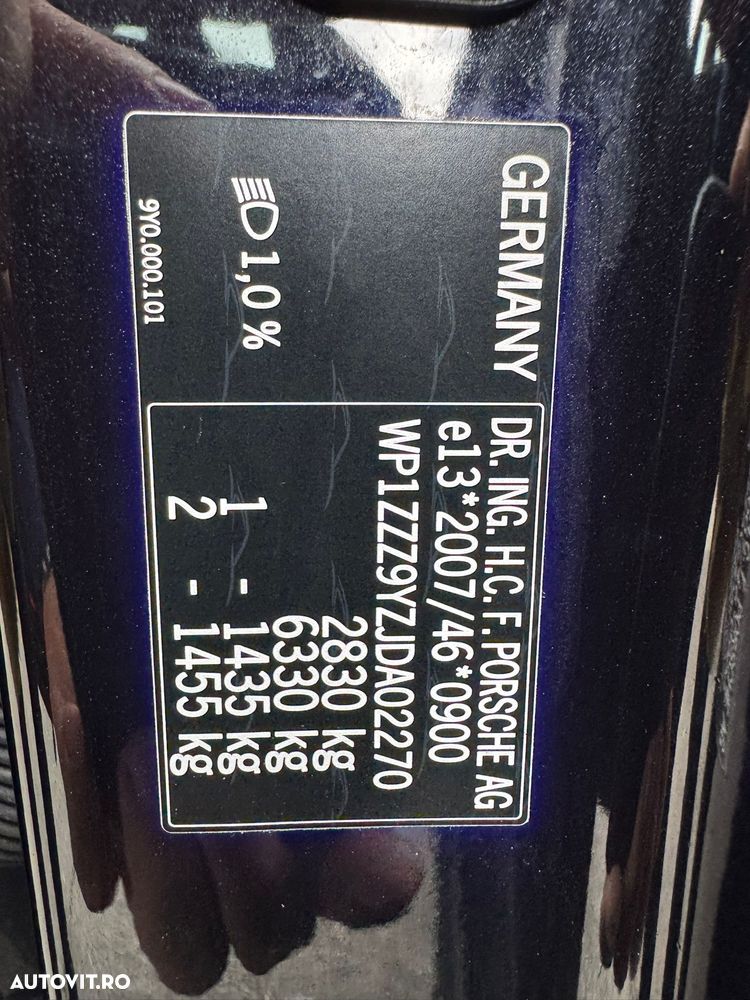 GERMANY
1,0 %
9Y0.000.101
DR. ING. H.C. F. PORSCHE AG
e13*2007/46*0900
WP1ZZZ9YZJDA02270
2830 kg
6330 kg
1 - 1435 kg
2 - 1455 kg
AUTOVIT.RO